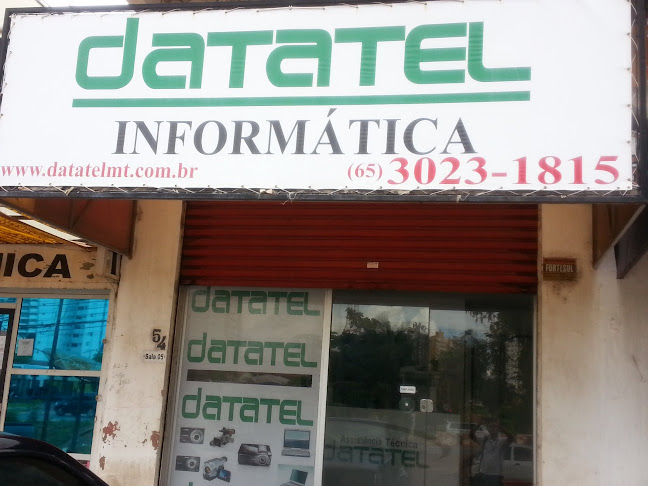 DATATEL
INFORMÁTICA
www.datatelmt.com.br
(65) 3023-1815
NICA
FORTSUL
54
Sala 05
DATATEL
DATATEL
DATATEL
Assistência Técnica
DATATEL